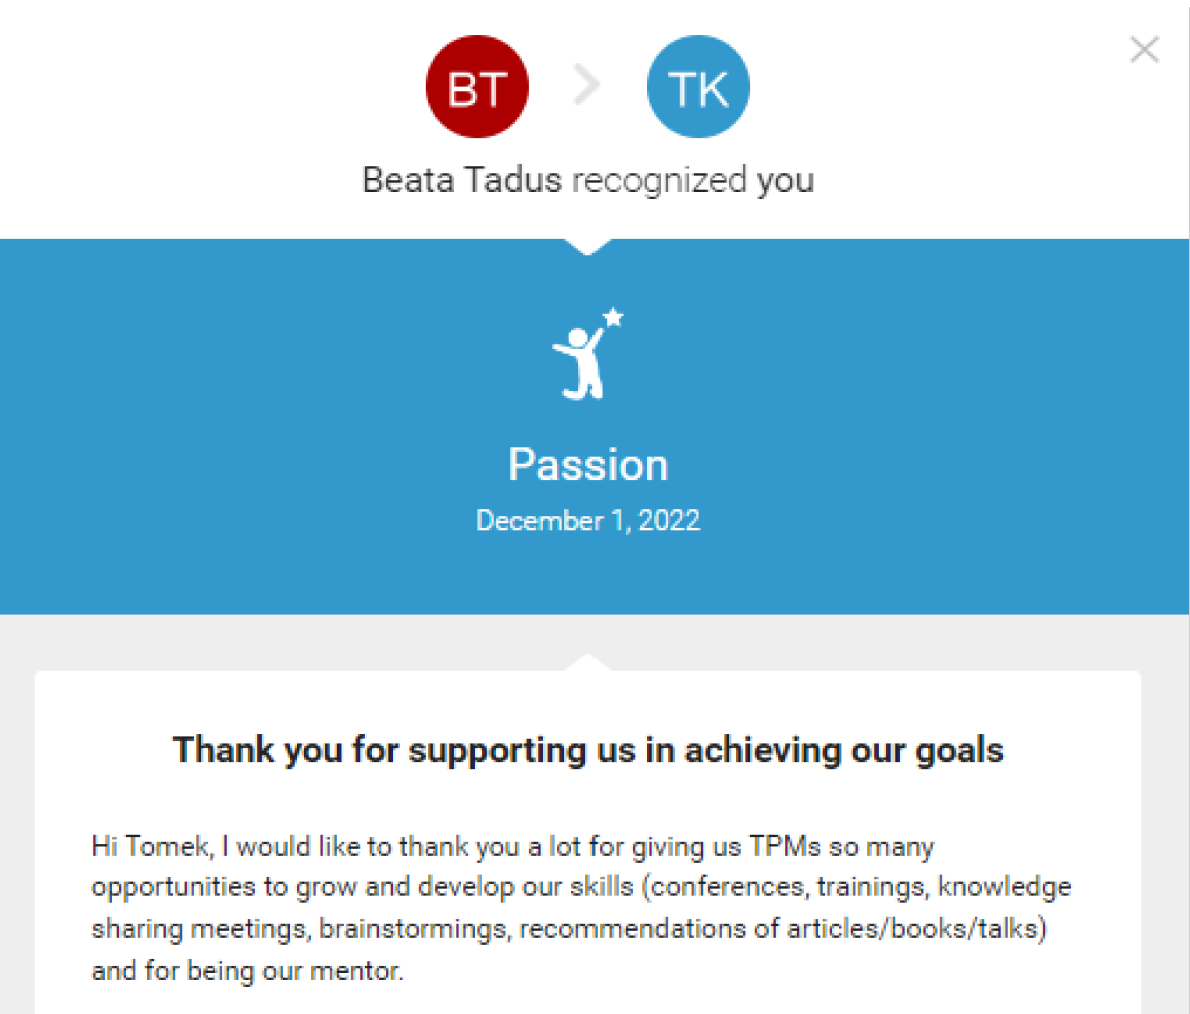 BT > TK
Beata Tadus recognized you
Passion
December 1, 2022
Thank you for supporting us in achieving our goals
Hi Tomek, I would like to thank you a lot for giving us TPMs so many
opportunities to grow and develop our skills (conferences, trainings, knowledge
sharing meetings, brainstormings, recommendations of articles/books/talks)
and for being our mentor.